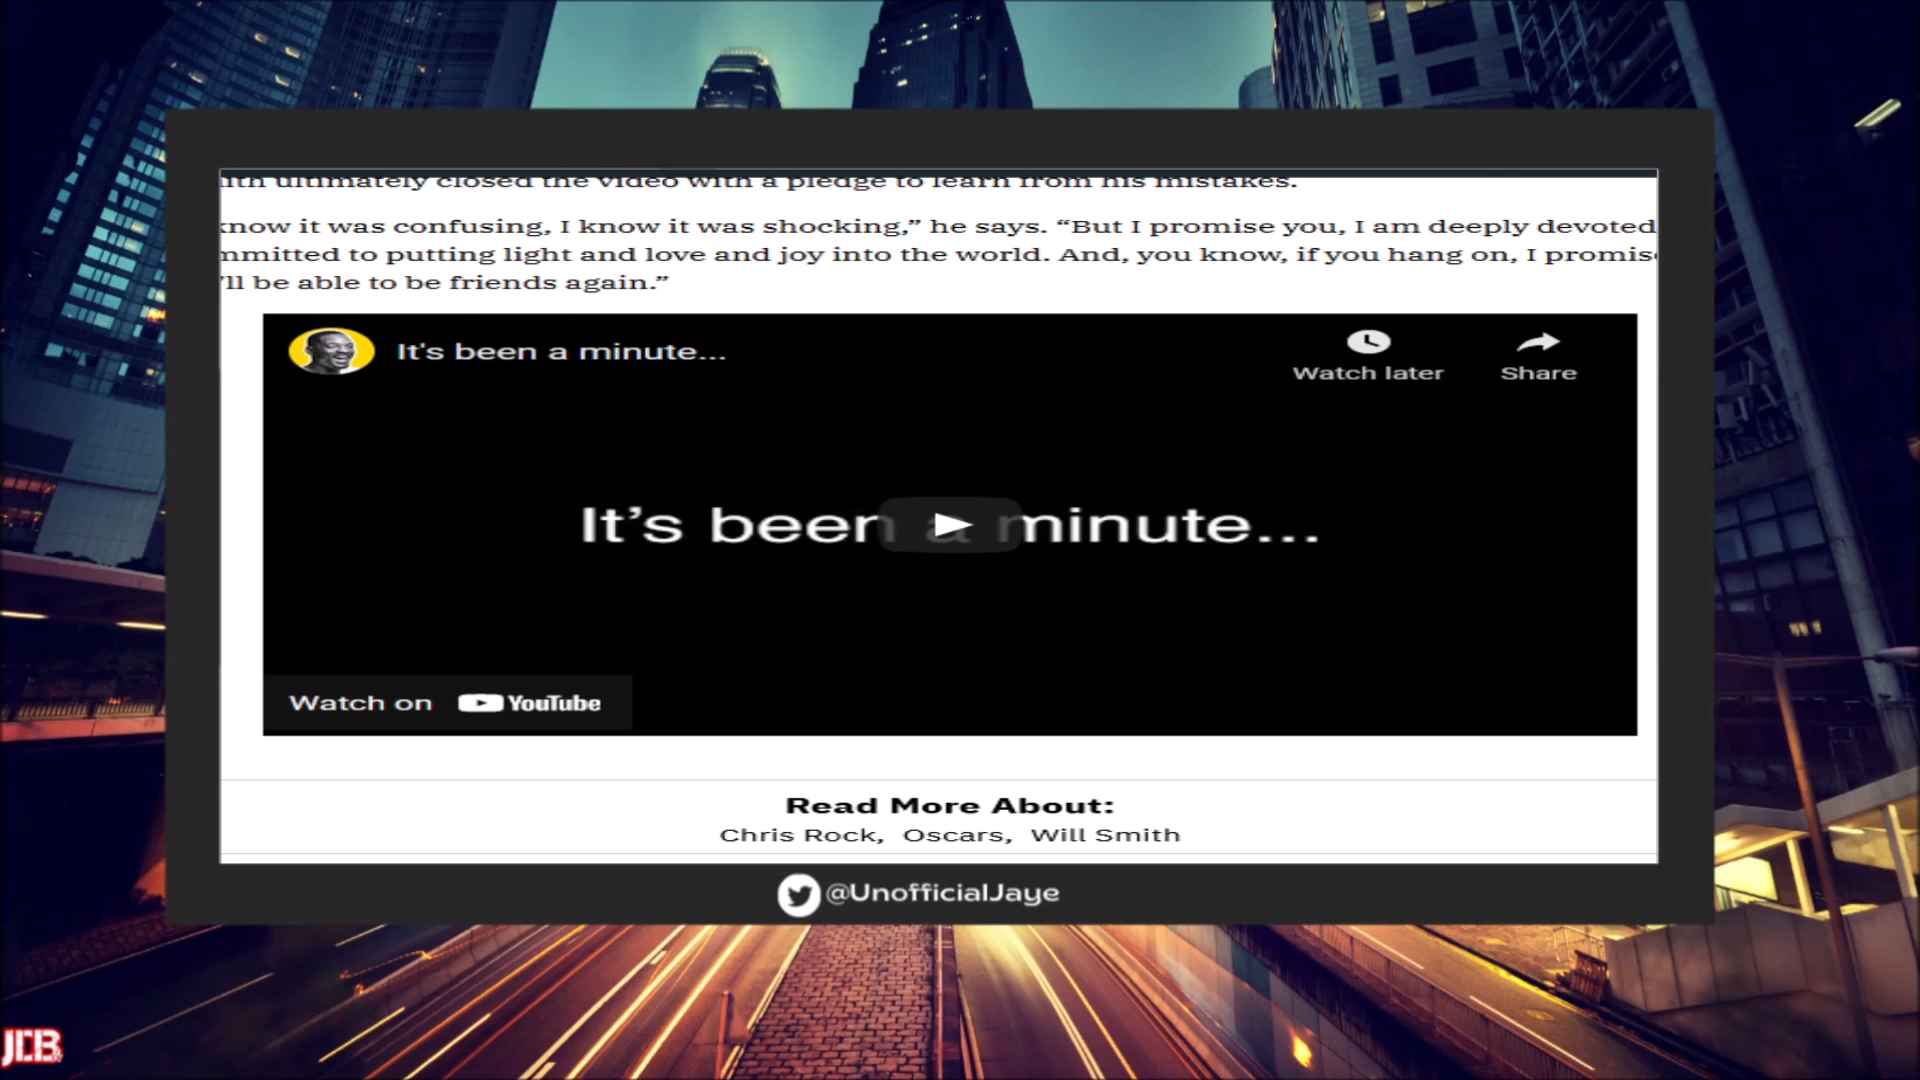 ith ultimately closed the video with a pledge to learn from his mistakes.
know it was confusing, I know it was shocking,” he says. “But I promise you, I am deeply devoted
mmitted to putting light and love and joy into the world. And, you know, if you hang on, I promise
’ll be able to be friends again.”
It's been a minute...
Watch later
Share
It’s been a minute...
Watch on YouTube
Read More About:
Chris Rock, Oscars, Will Smith
@UnofficialJaye
JCB